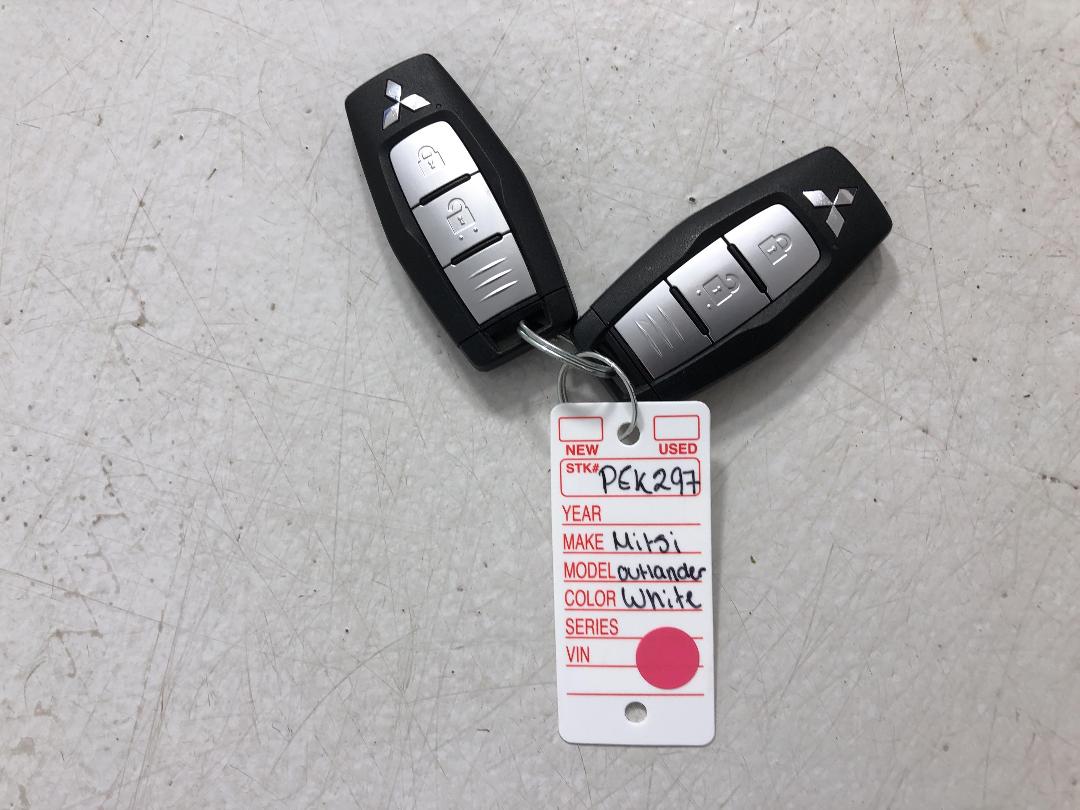 NEW USED
STK# PEK297
YEAR
MAKE Mitsi
MODEL outlander
COLOR White
SERIES
VIN